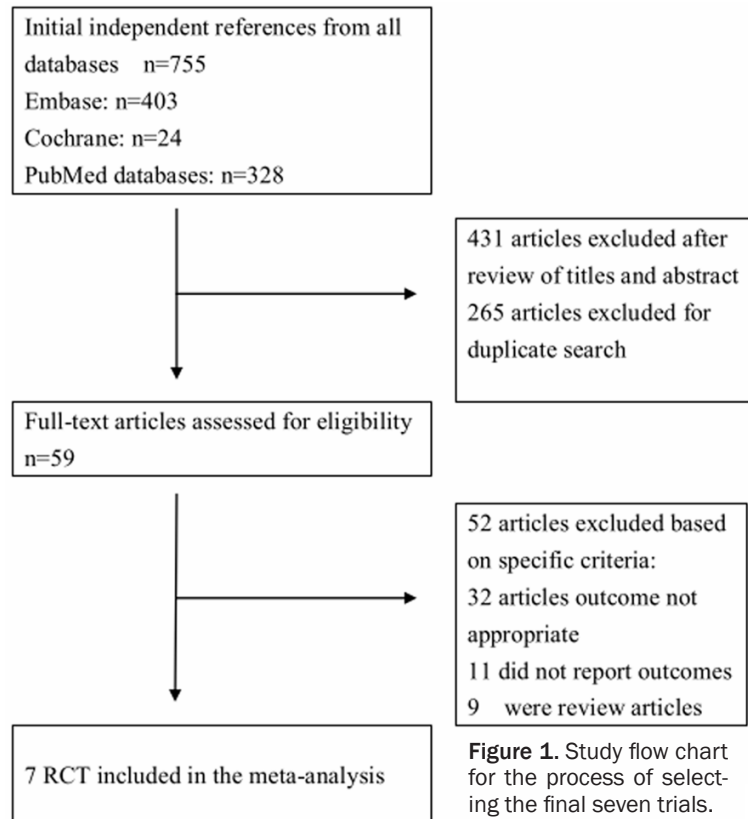 Initial independent references from all
databases n=755
Embase: n=403
Cochrane: n=24
PubMed databases: n=328
431 articles excluded after
review of titles and abstract
265 articles excluded for
duplicate search
Full-text articles assessed for eligibility
n=59
52 articles excluded based
on specific criteria:
32 articles outcome not
appropriate
11 did not report outcomes
9 were review articles
7 RCT included in the meta-analysis
Figure 1. Study flow chart
for the process of select-
ing the final seven trials.